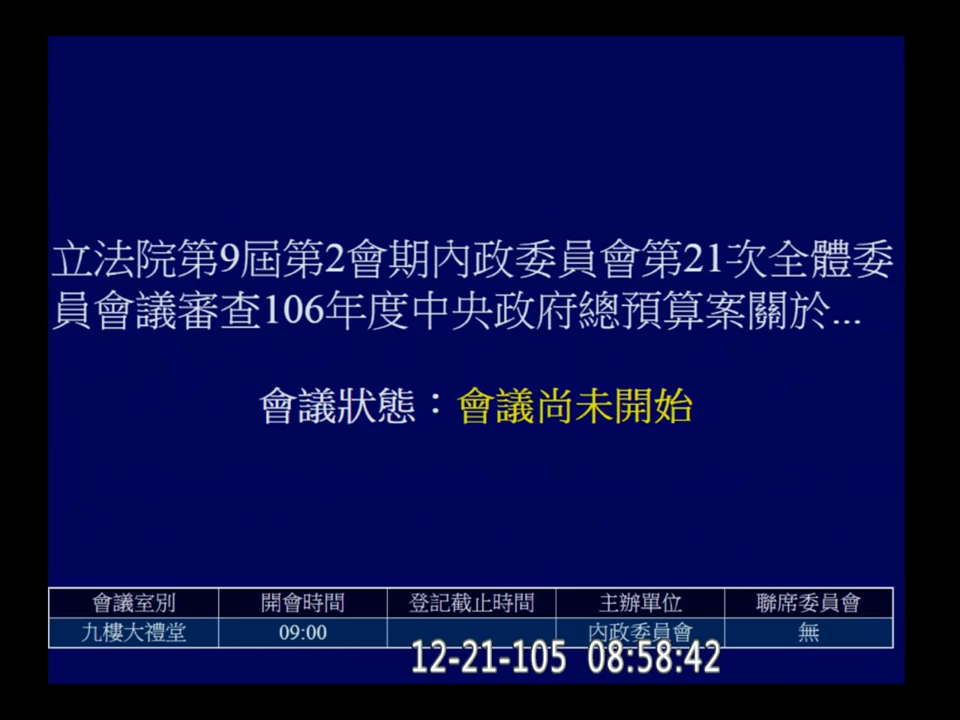 立法院第9屆第2會期內政委員會第21次全體委
員會議審查106年度中央政府總預算案關於...
會議狀態：會議尚未開始
會議室別 開會時間 登記截止時間 主辦單位 聯席委員會
九樓大禮堂 09:00 內政委員會 無
12-21-105 08:58:42